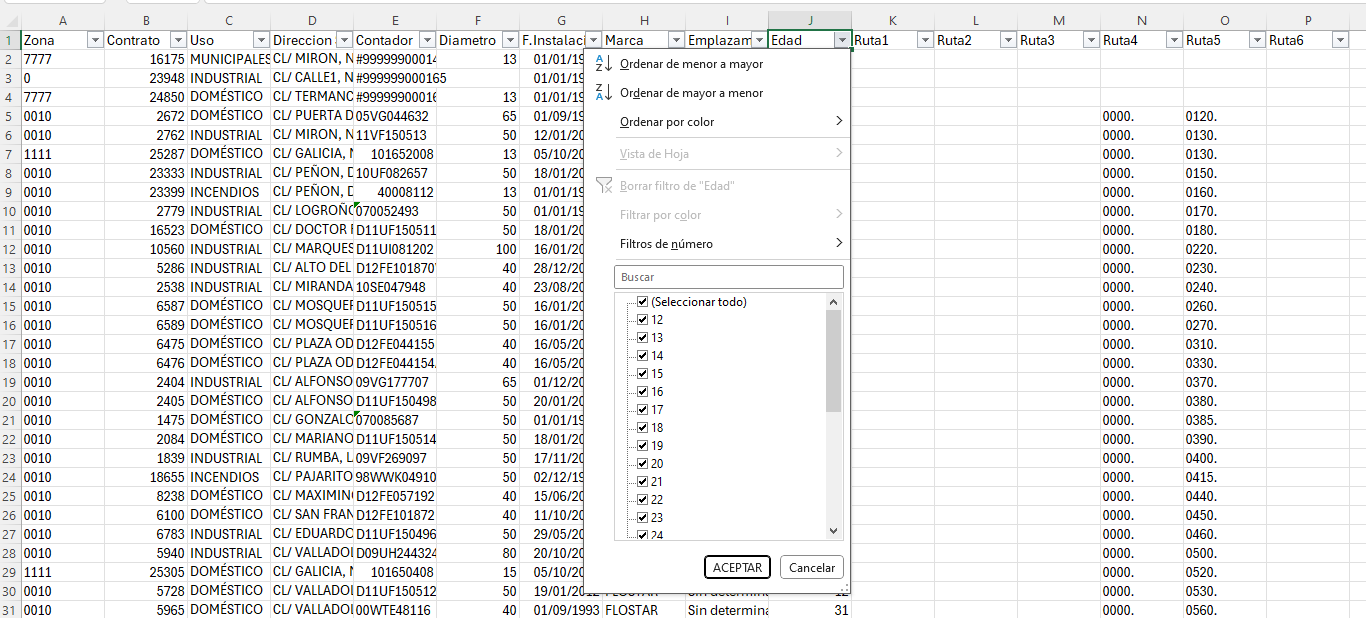 A B C D E F G H I J K L M N O P
1 Zona Contrato Uso Direccion Contador Diametro F.Instalaci Marca Emplazam Edad Ruta1 Ruta2 Ruta3 Ruta4 Ruta5 Ruta6
2 7777 16175 MUNICIPALES CL/ MIRON, N #99999900014 13 01/01/19
3 0 23948 INDUSTRIAL CL/ CALLE1, N #999999000165 01/01/19
4 7777 24850 DOMÉSTICO CL/ TERMANC #99999900016 13 01/01/19
5 0010 2672 DOMÉSTICO CL/ PUERTA D 05VG044632 65 01/09/19 0000. 0120.
6 0010 2762 INDUSTRIAL CL/ MIRON, N 11VF150513 50 12/01/20 0000. 0130.
7 1111 25287 DOMÉSTICO CL/ GALICIA, N 101652008 13 05/10/20 0000. 0130.
8 0010 23333 INDUSTRIAL CL/ PEÑON, D 10UF082657 50 18/01/20 0000. 0150.
9 0010 23399 INCENDIOS CL/ PEÑON, D 40008112 13 01/01/19 0000. 0160.
10 0010 2779 INDUSTRIAL CL/ LOGROÑO 070052493 50 01/01/19 0000. 0170.
11 0010 16523 DOMÉSTICO CL/ DOCTOR F D11UF150511 50 18/01/20 0000. 0180.
12 0010 10560 INDUSTRIAL CL/ MARQUES D11UI081202 100 16/01/20 0000. 0220.
13 0010 5286 INDUSTRIAL CL/ ALTO DEL D12FE101870 40 28/12/20 0000. 0230.
14 0010 2538 INDUSTRIAL CL/ MIRANDA 10SE047948 40 23/08/20 0000. 0240.
15 0010 6587 DOMÉSTICO CL/ MOSQUER D11UF150515 50 16/01/20 0000. 0260.
16 0010 6589 DOMÉSTICO CL/ MOSQUER D11UF150516 50 16/01/20 0000. 0270.
17 0010 6475 DOMÉSTICO CL/ PLAZA OD D12FE044155 40 16/05/20 0000. 0310.
18 0010 6476 DOMÉSTICO CL/ PLAZA OD D12FE044154 40 16/05/20 0000. 0330.
19 0010 2404 INDUSTRIAL CL/ ALFONSO 09VG177707 65 01/12/20 0000. 0370.
20 0010 2405 DOMÉSTICO CL/ ALFONSO D11UF150498 50 20/01/20 0000. 0380.
21 0010 1475 DOMÉSTICO CL/ GONZALO 070085687 50 01/01/19 0000. 0385.
22 0010 2084 DOMÉSTICO CL/ MARIANO D11UF150514 50 18/01/20 0000. 0390.
23 0010 1839 INDUSTRIAL CL/ RUMBA, L 09VF269097 50 17/11/20 0000. 0400.
24 0010 18655 INCENDIOS CL/ PAJARITO 98WWK04910 50 02/12/19 0000. 0415.
25 0010 8238 DOMÉSTICO CL/ MAXIMINO D12FE057192 40 15/06/20 0000. 0440.
26 0010 6100 DOMÉSTICO CL/ SAN FRAN D12FE101872 40 11/10/20 0000. 0450.
27 0010 6783 INDUSTRIAL CL/ EDUARDO D11UF150496 50 29/05/20 0000. 0460.
28 0010 5940 INDUSTRIAL CL/ VALLADOL D09UH244324 80 20/10/20 0000. 0500.
29 1111 25305 DOMÉSTICO CL/ GALICIA, N 101650408 15 05/10/20 0000. 0520.
30 0010 5728 DOMÉSTICO CL/ VALLADOL D11UF150512 50 19/01/2012 FLOSTAR Sin determina 12 0000. 0530.
31 0010 5965 DOMÉSTICO CL/ VALLADOL 00WTE48116 40 01/09/1993 FLOSTAR Sin determina 31 0000. 0560.
Ordenar de menor a mayor
Ordenar de mayor a menor
Ordenar por color
Vista de Hoja
Borrar filtro de "Edad"
Filtrar por color
Filtros de número
Buscar
(Seleccionar todo)
12
13
14
15
16
17
18
19
20
21
22
23
24
ACEPTAR Cancelar